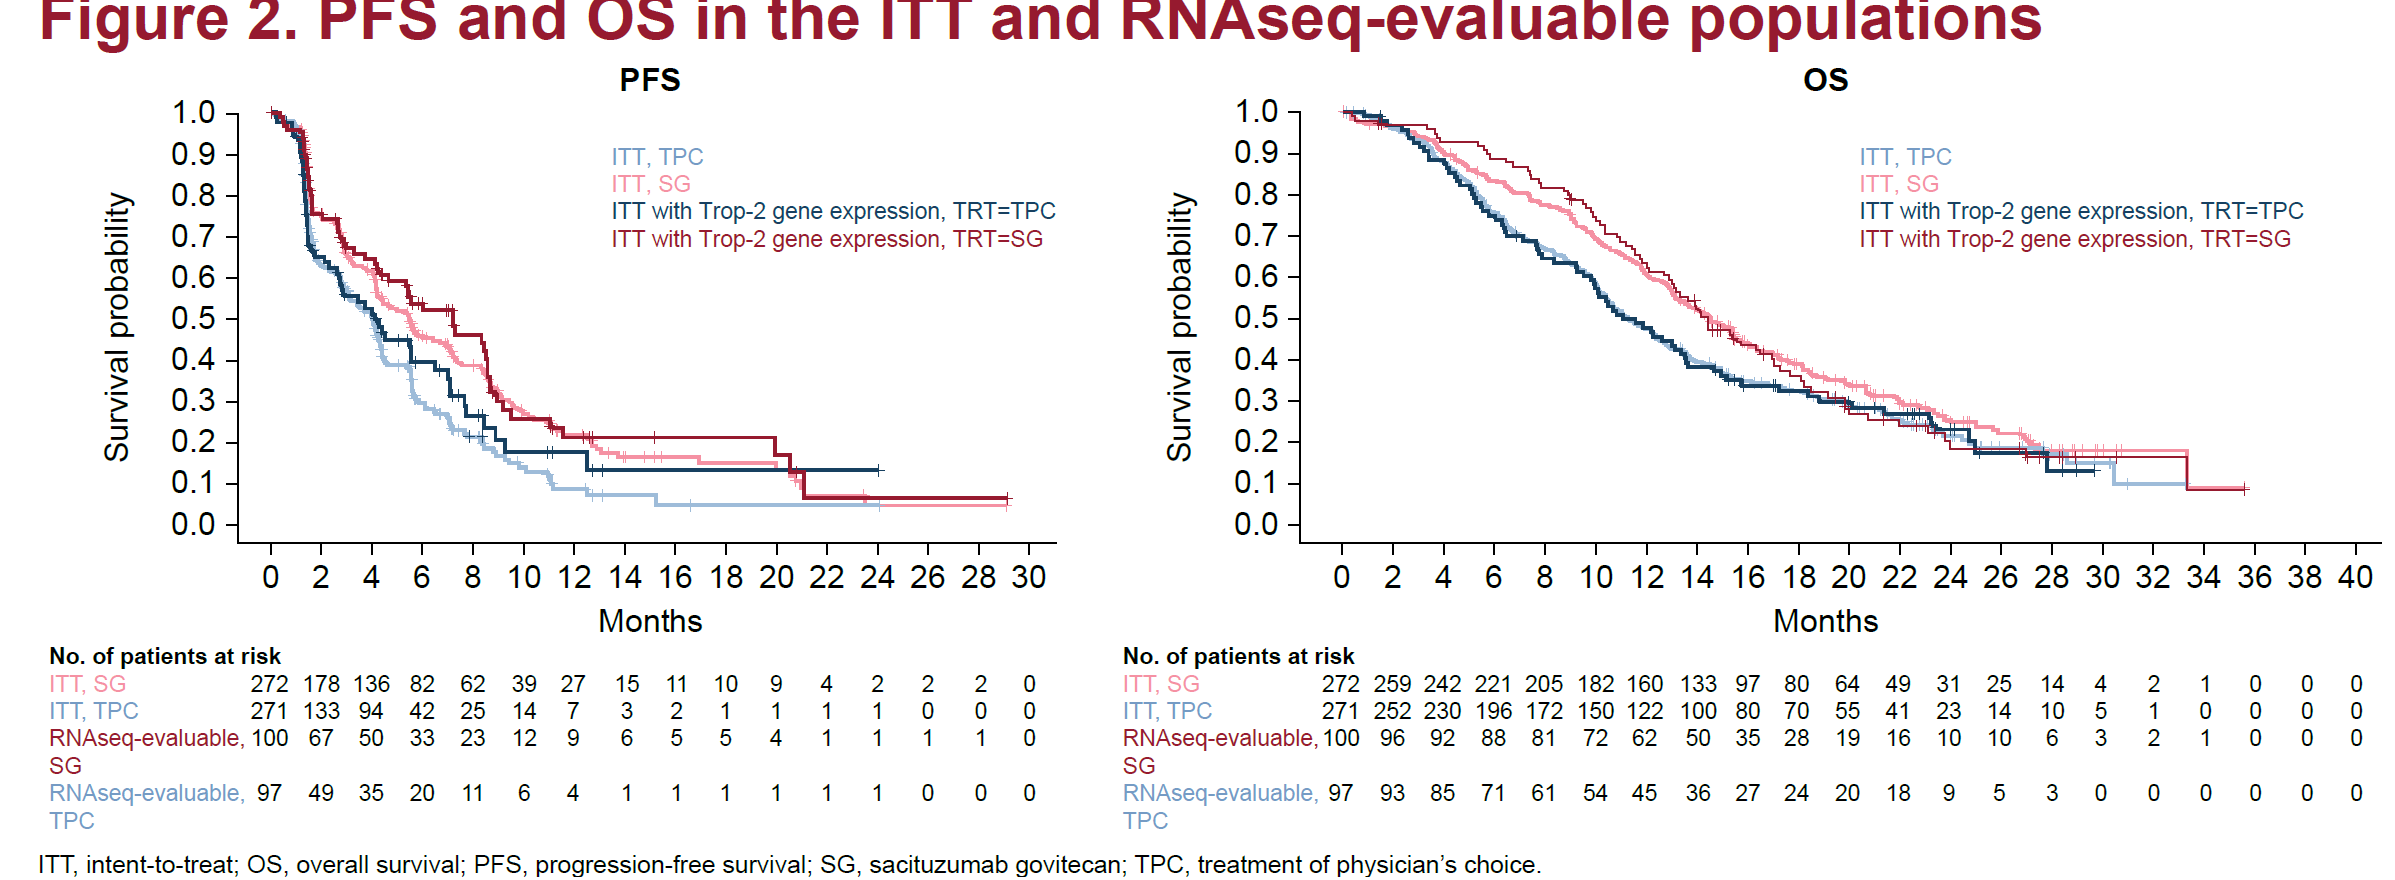 Figure 2. PFS and OS in the ITT and RNAseq-evaluable populations
PFS
1.0
0.9
0.8
0.7
0.6
0.5
0.4
0.3
0.2
0.1
0.0
Survival probability
ITT, TPC
ITT, SG
ITT with Trop-2 gene expression, TRT=TPC
ITT with Trop-2 gene expression, TRT=SG
0 2 4 6 8 10 12 14 16 18 20 22 24 26 28 30
Months
No. of patients at risk
ITT, SG 272 178 136 82 62 39 27 15 11 10 9 4 2 2 2 0
ITT, TPC 271 133 94 42 25 14 7 3 2 1 1 1 1 0 0 0
RNAseq-evaluable, 100 67 50 33 23 12 9 6 5 5 4 1 1 1 1 0
SG
RNAseq-evaluable, 97 49 35 20 11 6 4 1 1 1 1 1 1 0 0 0
TPC
OS
1.0
0.9
0.8
0.7
0.6
0.5
0.4
0.3
0.2
0.1
0.0
Survival probability
ITT, TPC
ITT, SG
ITT with Trop-2 gene expression, TRT=TPC
ITT with Trop-2 gene expression, TRT=SG
0 2 4 6 8 10 12 14 16 18 20 22 24 26 28 30 32 34 36 38 40
Months
No. of patients at risk
ITT, SG 272 259 242 221 205 182 160 133 97 80 64 49 31 25 14 4 2 1 0 0 0
ITT, TPC 271 252 230 196 172 150 122 100 80 70 55 41 23 14 10 5 1 0 0 0 0
RNAseq-evaluable, 100 96 92 88 81 72 62 50 35 28 19 16 10 10 6 3 2 1 0 0 0
SG
RNAseq-evaluable, 97 93 85 71 61 54 45 36 27 24 20 18 9 5 3 0 0 0 0 0 0
TPC
ITT, intent-to-treat; OS, overall survival; PFS, progression-free survival; SG, sacituzumab govitecan; TPC, treatment of physician’s choice.